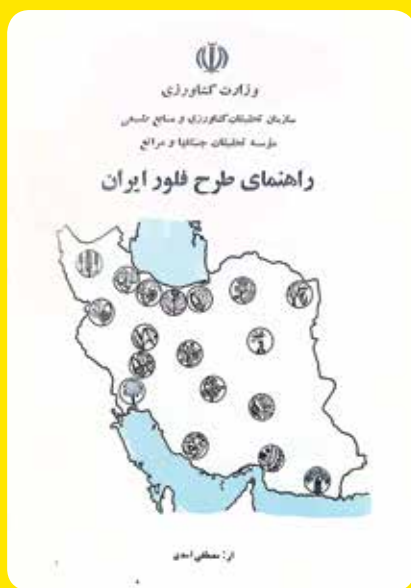 وزارت کشاورزی
سازمان تحقیقات کشاورزی و منابع طبیعی
مؤسسه تحقیقات جنگلها و مراتع
راهنمای طرح فلور ایران
از: مصطفی اسدی